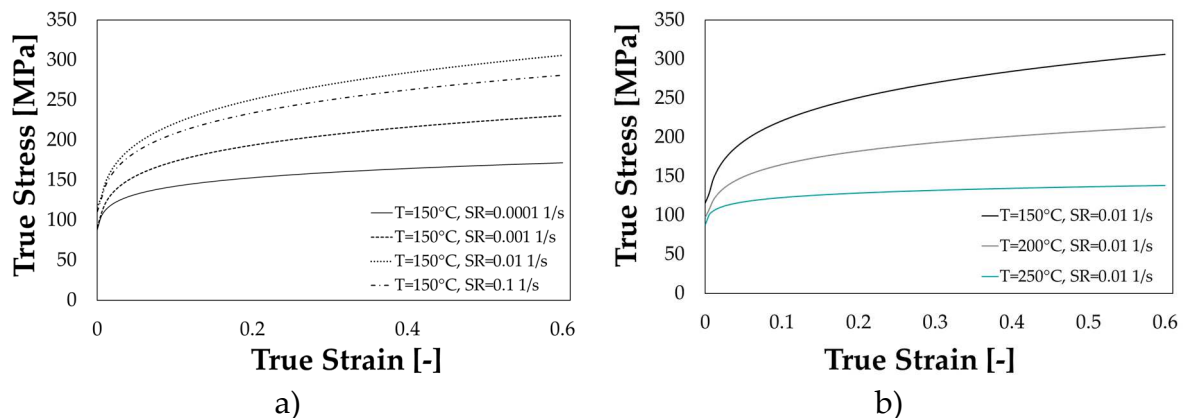 350
300
250
200
150
100
50
0
True Stress [MPa]
T=150°C, SR=0.0001 1/s
T=150°C, SR=0.001 1/s
T=150°C, SR=0.01 1/s
T=150°C, SR=0.1 1/s
0 0.2 0.4 0.6
True Strain [-]
a)
350
300
250
200
150
100
50
0
True Stress [MPa]
T=150°C, SR=0.01 1/s
T=200°C, SR=0.01 1/s
T=250°C, SR=0.01 1/s
0 0.1 0.2 0.3 0.4 0.5 0.6
True Strain [-]
b)